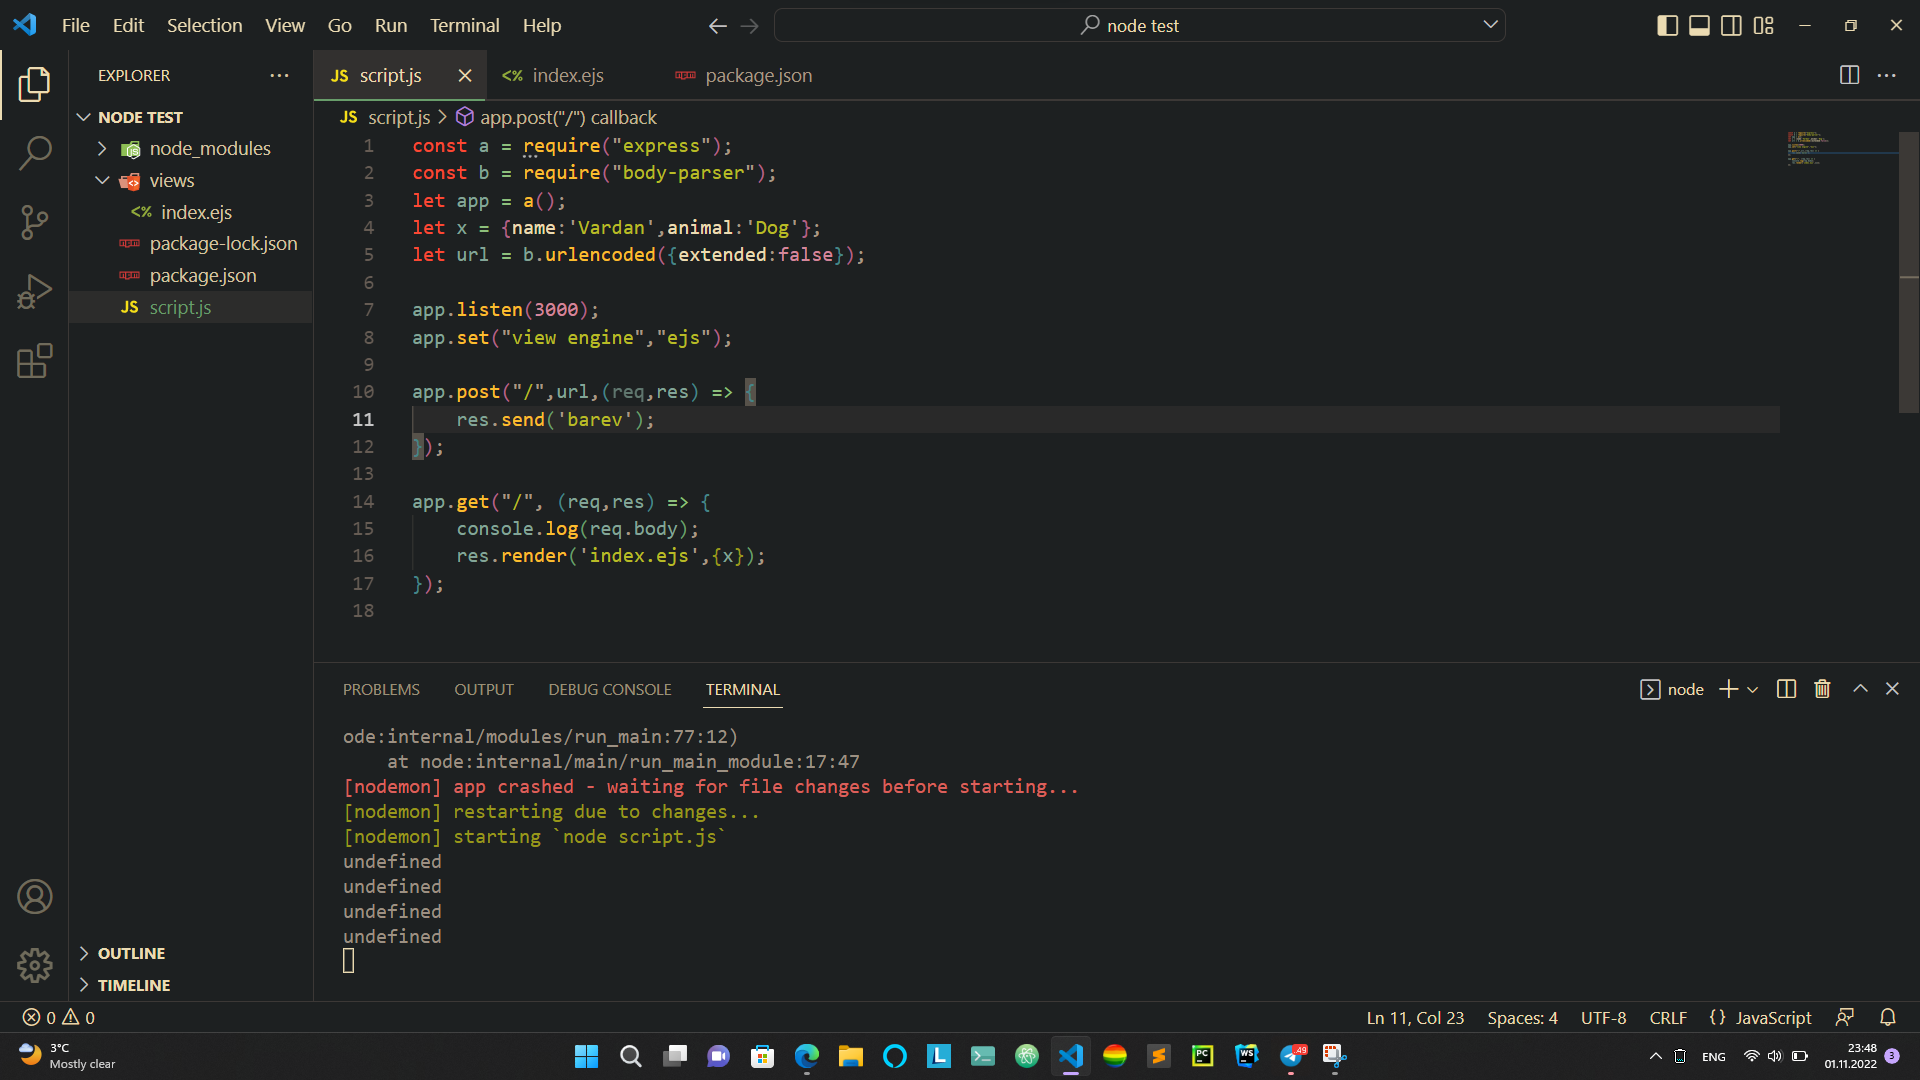 File Edit Selection View Go Run Terminal Help
node test
EXPLORER
NODE TEST
node_modules
views
<% index.ejs
package-lock.json
package.json
JS script.js
OUTLINE
TIMELINE
JS script.js
<% index.ejs
package.json
JS script.js > app.post("/") callback
1 const a = require("express");
2 const b = require("body-parser");
3 let app = a();
4 let x = {name:'Vardan',animal:'Dog'};
5 let url = b.urlencoded({extended:false});
6
7 app.listen(3000);
8 app.set("view engine","ejs");
9
10 app.post("/",url,(req,res) => {
11     res.send('barev');
12 });
13
14 app.get("/", (req,res) => {
15     console.log(req.body);
16     res.render('index.ejs',{x});
17 });
18
PROBLEMS OUTPUT DEBUG CONSOLE TERMINAL
node
ode:internal/modules/run_main:77:12)
    at node:internal/main/run_main_module:17:47
[nodemon] app crashed - waiting for file changes before starting...
[nodemon] restarting due to changes...
[nodemon] starting `node script.js`
undefined
undefined
undefined
undefined
0 0
Ln 11, Col 23 Spaces: 4 UTF-8 CRLF {} JavaScript
3°C
Mostly clear
L
PC
WS
49
ENG
23:48
01.11.2022
3